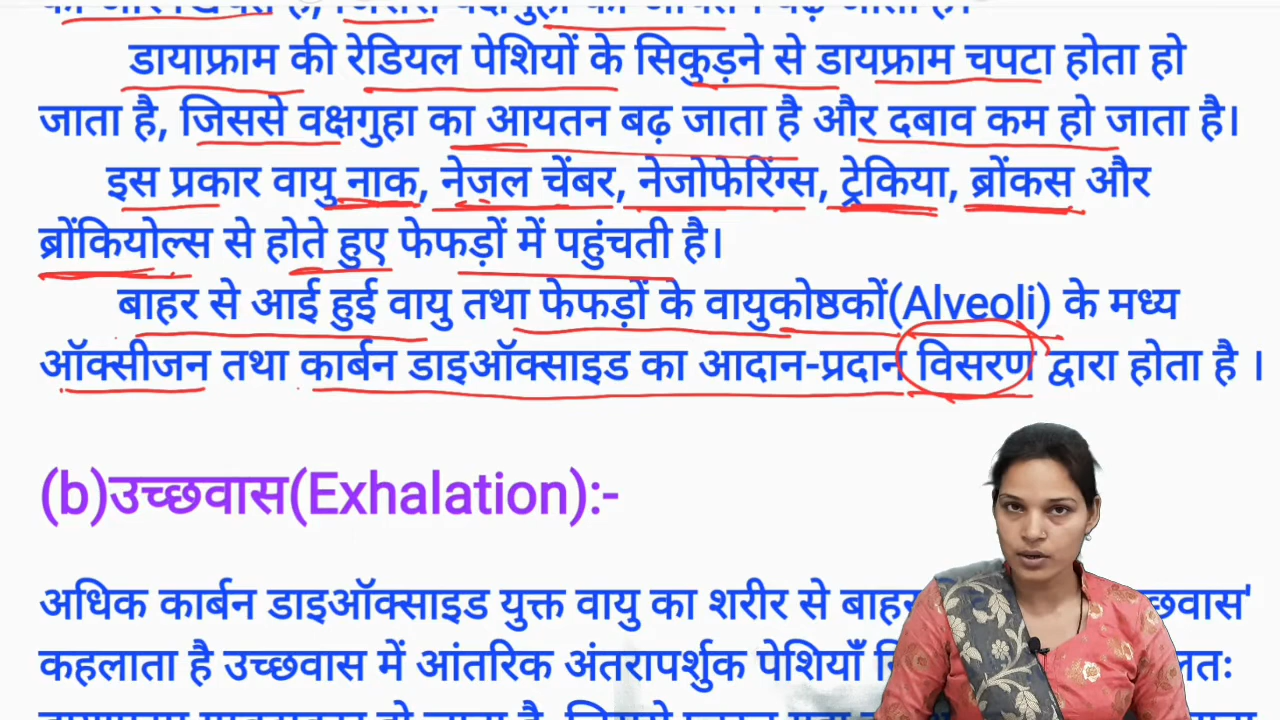 डायाफ्राम की रेडियल पेशियों के सिकुड़ने से डायफ्राम चपटा होता हो
जाता है, जिससे वक्षगुहा का आयतन बढ़ जाता है और दबाव कम हो जाता है।
इस प्रकार वायु नाक, नेज़ल चेंबर, नेजोफेरिंग्स, ट्रेकिया, ब्रोंकस और
ब्रोंकियोल्स से होते हुए फेफड़ों में पहुंचती है।
बाहर से आई हुई वायु तथा फेफड़ों के वायुकोष्ठकों(Alveoli) के मध्य
ऑक्सीजन तथा कार्बन डाइऑक्साइड का आदान-प्रदान विसरण द्वारा होता है ।
(b)उच्छवास(Exhalation):-
अधिक कार्बन डाइऑक्साइड युक्त वायु का शरीर से
कहलाता है उच्छवास में आंतरिक अंतरापर्शुक पेशियाँ